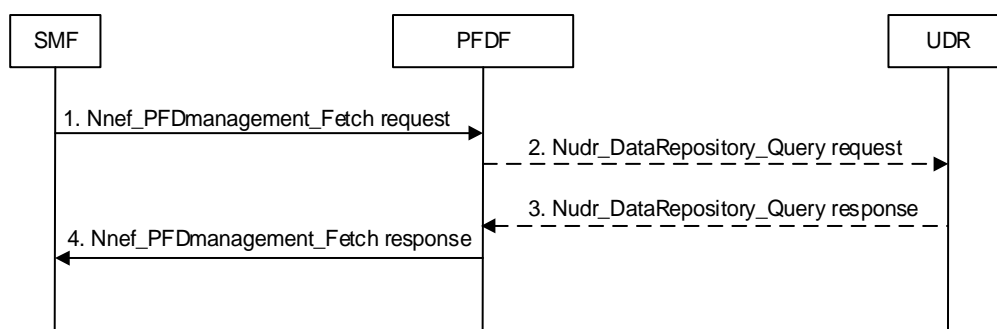 SMF
PFDF
UDR
1. Nnef_PFDmanagement_Fetch request
2. Nudr_DataRepository_Query request
3. Nudr_DataRepository_Query response
4. Nnef_PFDmanagement_Fetch response